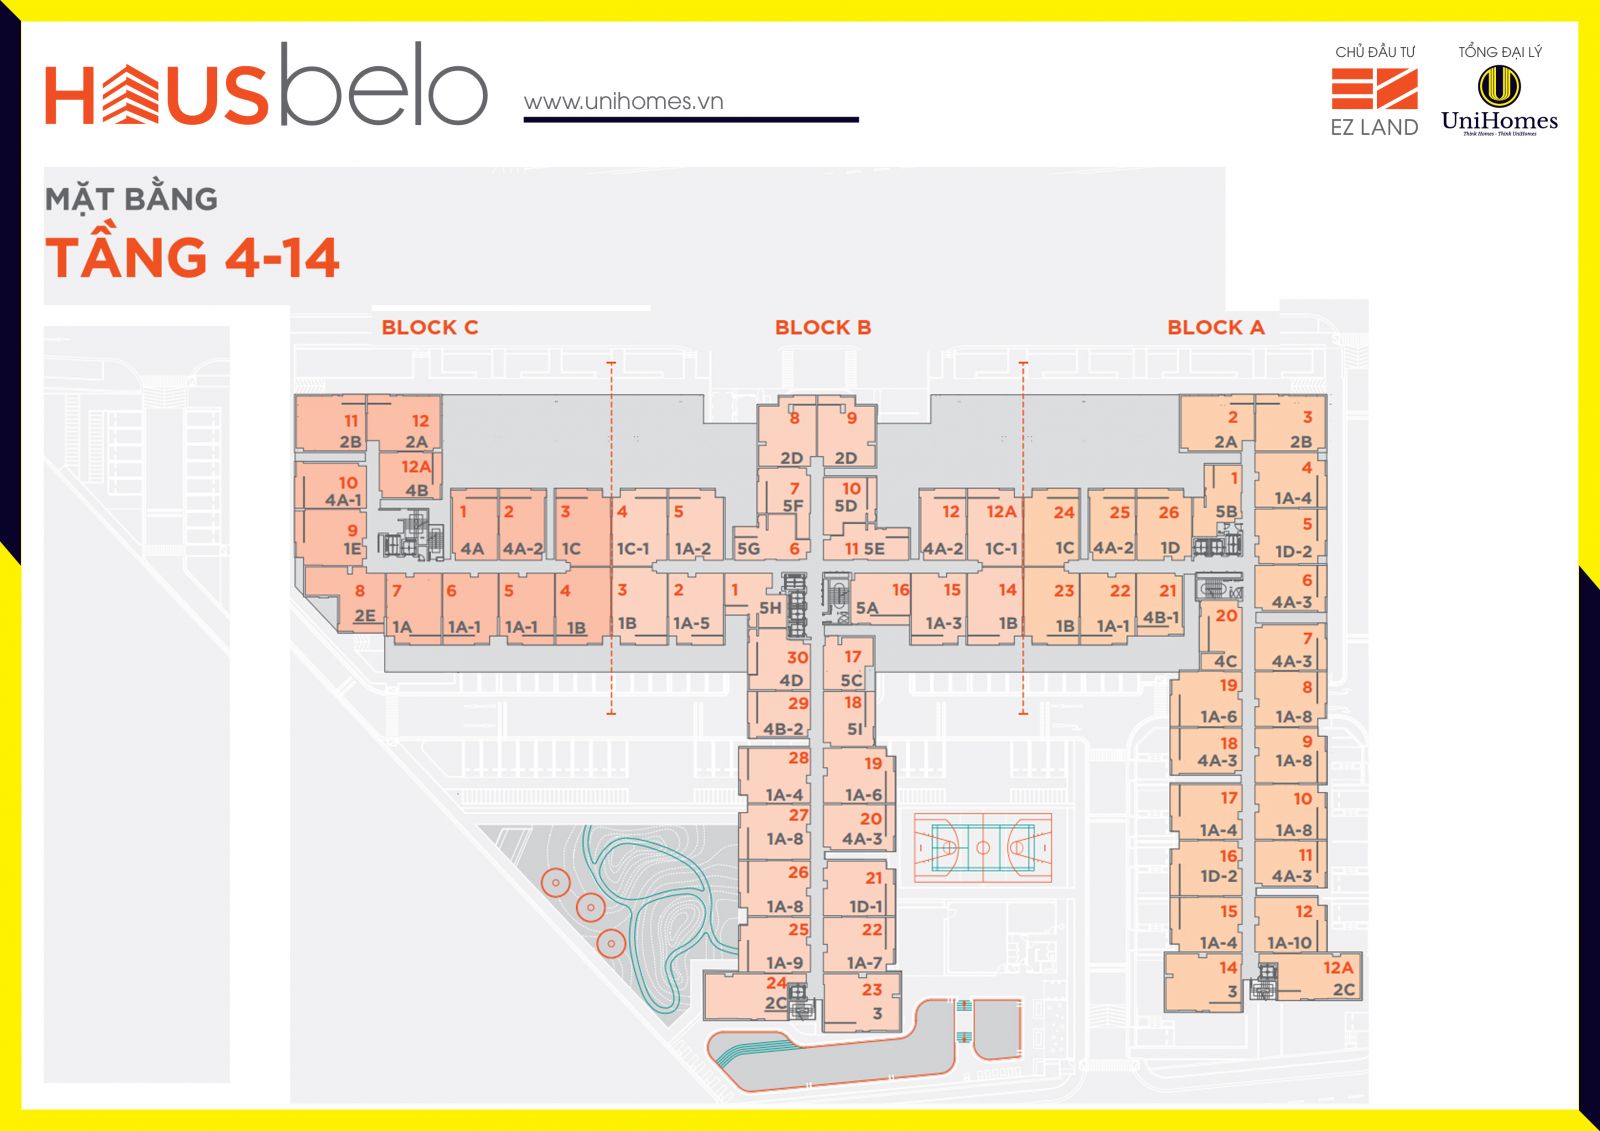 HAUSbelo
www.unihomes.vn
CHỦ ĐẦU TƯ
EZ LAND
TỔNG ĐẠI LÝ
UniHomes
Think Homes - Think UniHomes
MẶT BẰNG
TẦNG 4-14
BLOCK C
BLOCK B
BLOCK A
11
2B
12
2A
12A
4B
10
4A-1
9
1E
8
2E
1
4A
2
4A-2
3
1C
4
1C-1
5
1A-2
7
1A
6
1A-1
5
1A-1
4
1B
3
1B
2
1A-5
1
5H
8
2D
9
2D
7
5F
10
5D
5G
6
11
5E
12
4A-2
12A
1C-1
24
1C
25
4A-2
26
1D
16
5A
15
1A-3
14
1B
23
1B
22
1A-1
21
4B-1
30
4D
17
5C
29
4B-2
18
5I
28
1A-4
19
1A-6
27
1A-8
20
4A-3
26
1A-8
21
1D-1
25
1A-9
22
1A-7
24
2C
23
3
2
2A
3
2B
1
5B
4
1A-4
5
1D-2
6
4A-3
20
4C
7
4A-3
19
1A-6
8
1A-8
18
4A-3
9
1A-8
17
1A-4
10
1A-8
16
1D-2
11
4A-3
15
1A-4
12
1A-10
14
3
12A
2C